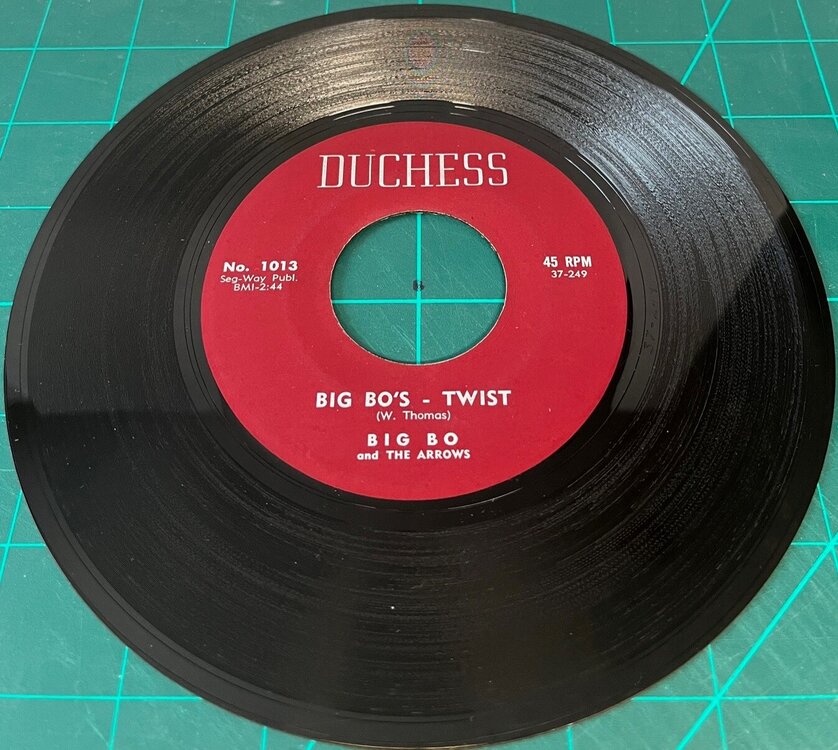 DUCHESS
No. 1013
Seg-Way Publ.
BMI-2:44
45 RPM
37-249
BIG BO'S - TWIST
(W. Thomas)
BIG BO
and THE ARROWS